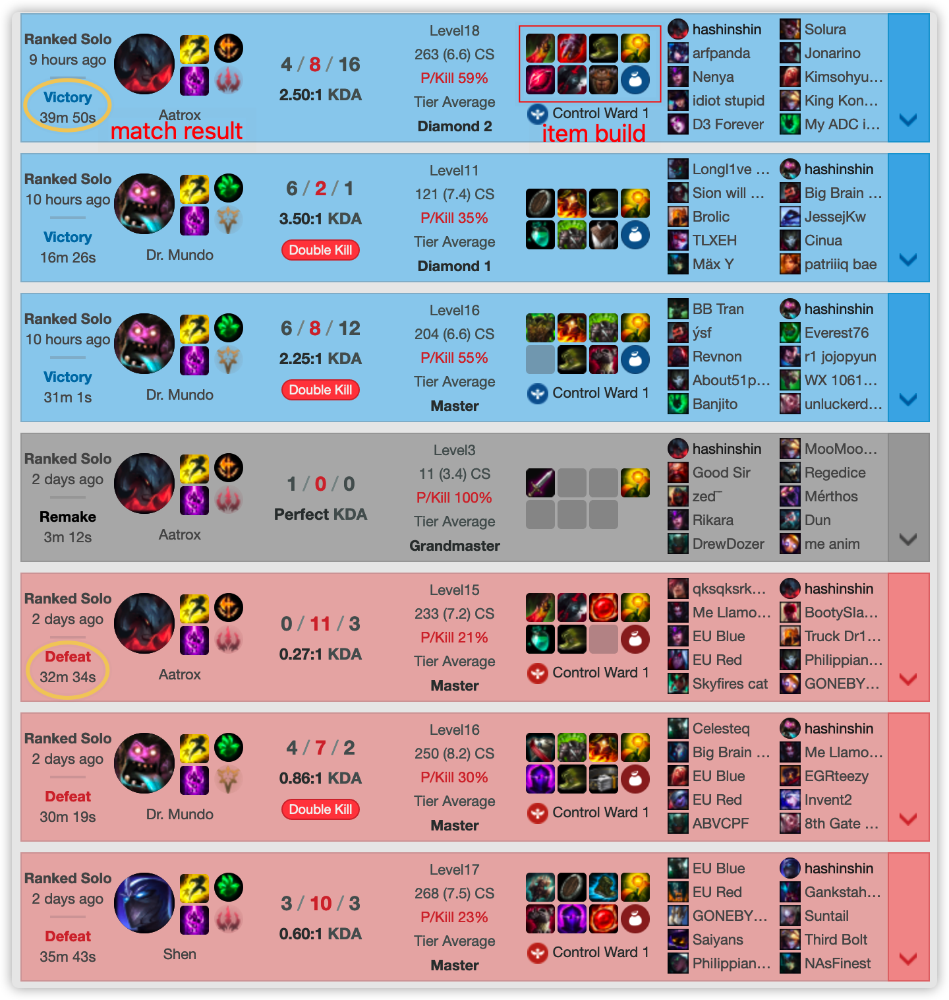 Ranked Solo
9 hours ago
Victory
39m 50s
Aatrox
match result
4 / 8 / 16
2.50:1 KDA
Level18
263 (6.6) CS
P/Kill 59%
Tier Average
Diamond 2
Control Ward 1
item build
hashinshin
arfpanda
Nenya
idiot stupid
D3 Forever
Solura
Jonarino
Kimsohyu...
King Kon...
My ADC i...
Ranked Solo
10 hours ago
Victory
16m 26s
Dr. Mundo
6 / 2 / 1
3.50:1 KDA
Double Kill
Level11
121 (7.4) CS
P/Kill 35%
Tier Average
Diamond 1
Longl1ve ...
Sion will ...
Brolic
TLXEH
Mäx Y
hashinshin
Big Brain ...
JessejKw
Cinua
patriiiq bae
Ranked Solo
10 hours ago
Victory
31m 1s
Dr. Mundo
6 / 8 / 12
2.25:1 KDA
Double Kill
Level16
204 (6.6) CS
P/Kill 55%
Tier Average
Master
Control Ward 1
BB Tran
ýsf
Revnon
About51p...
Banjito
hashinshin
Everest76
r1 jojopyun
WX 1061...
unluckerd...
Ranked Solo
2 days ago
Remake
3m 12s
Aatrox
1 / 0 / 0
Perfect KDA
Level3
11 (3.4) CS
P/Kill 100%
Tier Average
Grandmaster
hashinshin
Good Sir
zed¯
Rikara
DrewDozer
MooMoo...
Regedice
Mérthos
Dun
me anim
Ranked Solo
2 days ago
Defeat
32m 34s
Aatrox
0 / 11 / 3
0.27:1 KDA
Level15
233 (7.2) CS
P/Kill 21%
Tier Average
Master
Control Ward 1
qksqksrk...
Me Llamo...
EU Blue
EU Red
Skyfires cat
hashinshin
BootySla...
Truck Dr1...
Philippian...
GONEBY...
Ranked Solo
2 days ago
Defeat
30m 19s
Dr. Mundo
4 / 7 / 2
0.86:1 KDA
Double Kill
Level16
250 (8.2) CS
P/Kill 30%
Tier Average
Master
Control Ward 1
Celesteq
Big Brain ...
EU Blue
EU Red
ABVCPF
hashinshin
Me Llamo...
EGRteezy
Invent2
8th Gate ...
Ranked Solo
2 days ago
Defeat
35m 43s
Shen
3 / 10 / 3
0.60:1 KDA
Level17
268 (7.5) CS
P/Kill 23%
Tier Average
Master
Control Ward 1
EU Blue
EU Red
GONEBY...
Saiyans
Philippian...
hashinshin
Gankstah...
Suntail
Third Bolt
NAsFinest